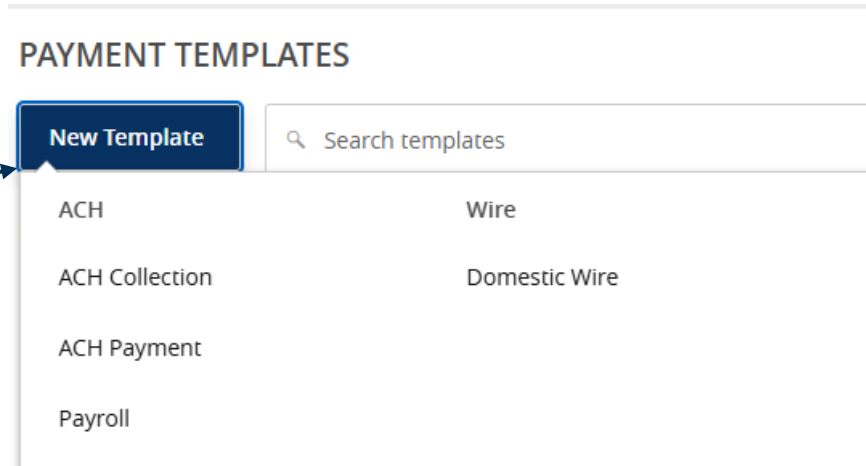 PAYMENT TEMPLATES
New Template
Search templates
ACH
Wire
ACH Collection
Domestic Wire
ACH Payment
Payroll